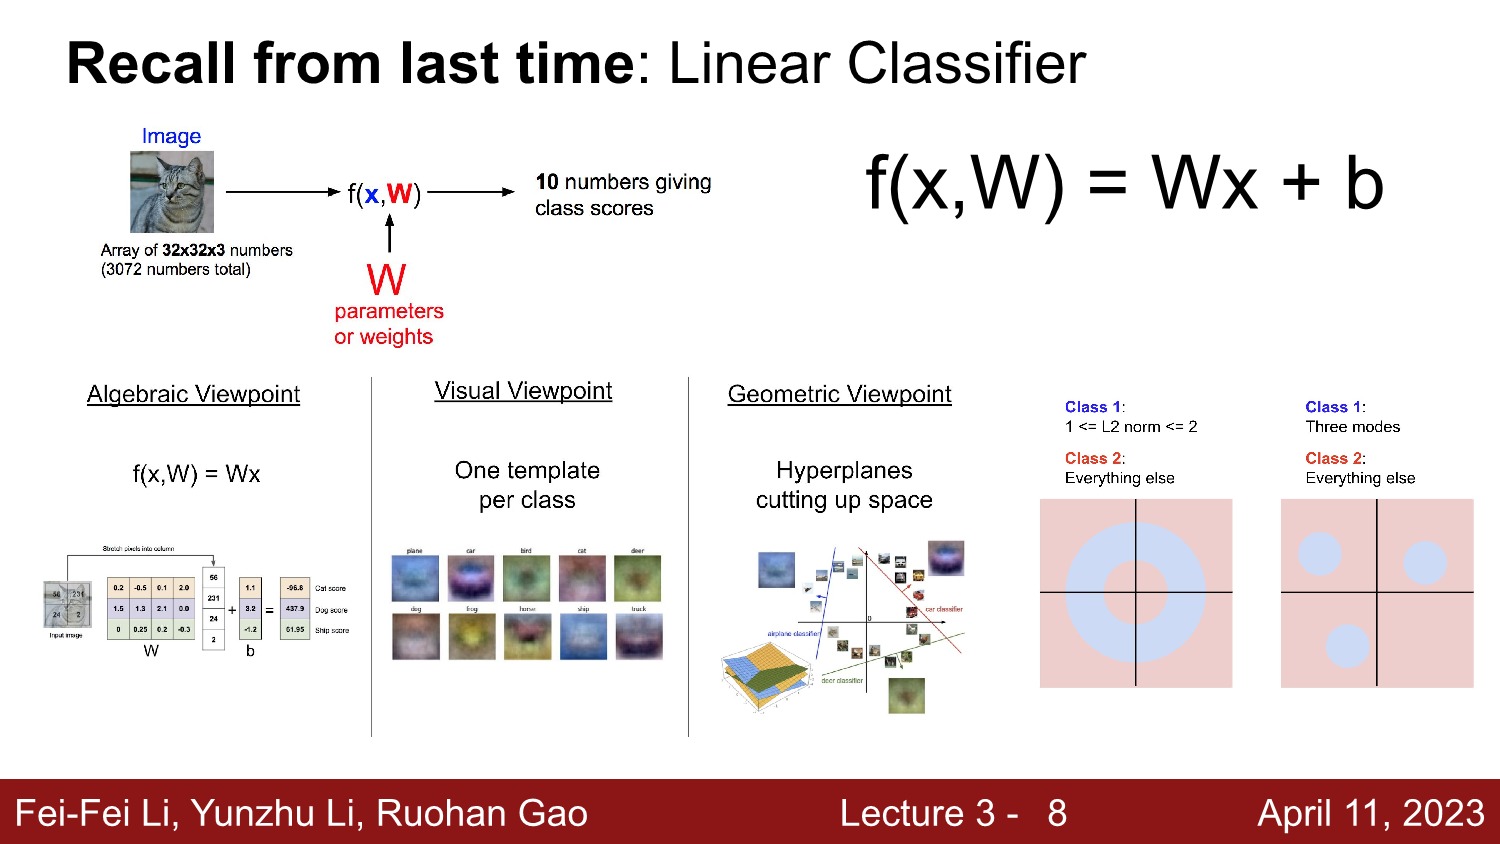 Recall from last time: Linear Classifier
Image
f(x,W)
10 numbers giving
class scores
Array of 32x32x3 numbers
(3072 numbers total)
W
parameters
or weights
f(x,W) = Wx + b
Algebraic Viewpoint
f(x,W) = Wx
Stretch pixels into column
56 231
24 2
Input image
0.2 -0.5 0.1 2.0
1.5 1.3 2.1 0.0
0 0.25 0.2 -0.3
W
56
231
24
2
+
1.1
3.2
-1.2
b
=
-96.8 Cat score
437.9 Dog score
61.95 Ship score
Visual Viewpoint
One template
per class
plane car bird cat deer
dog frog horse ship truck
Geometric Viewpoint
Hyperplanes
cutting up space
car classifier
airplane classifier
deer classifier
0
Class 1:
1 <= L2 norm <= 2
Class 2:
Everything else
Class 1:
Three modes
Class 2:
Everything else
Fei-Fei Li, Yunzhu Li, Ruohan Gao
Lecture 3 - 8
April 11, 2023